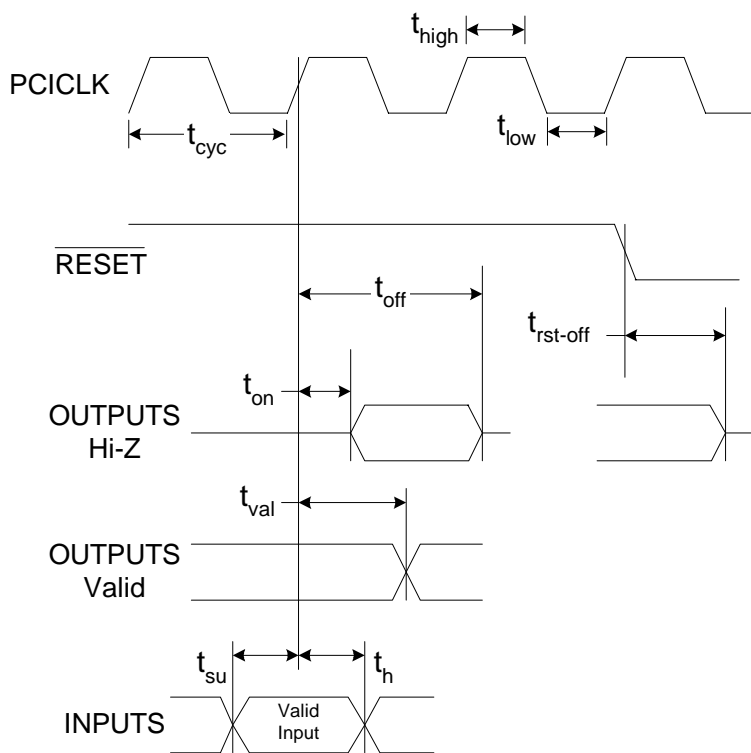 t_high
PCICLK
t_cyc
t_low
RESET
t_off
t_rst-off
t_on
OUTPUTS
Hi-Z
t_val
OUTPUTS
Valid
t_su
t_h
INPUTS
Valid
Input